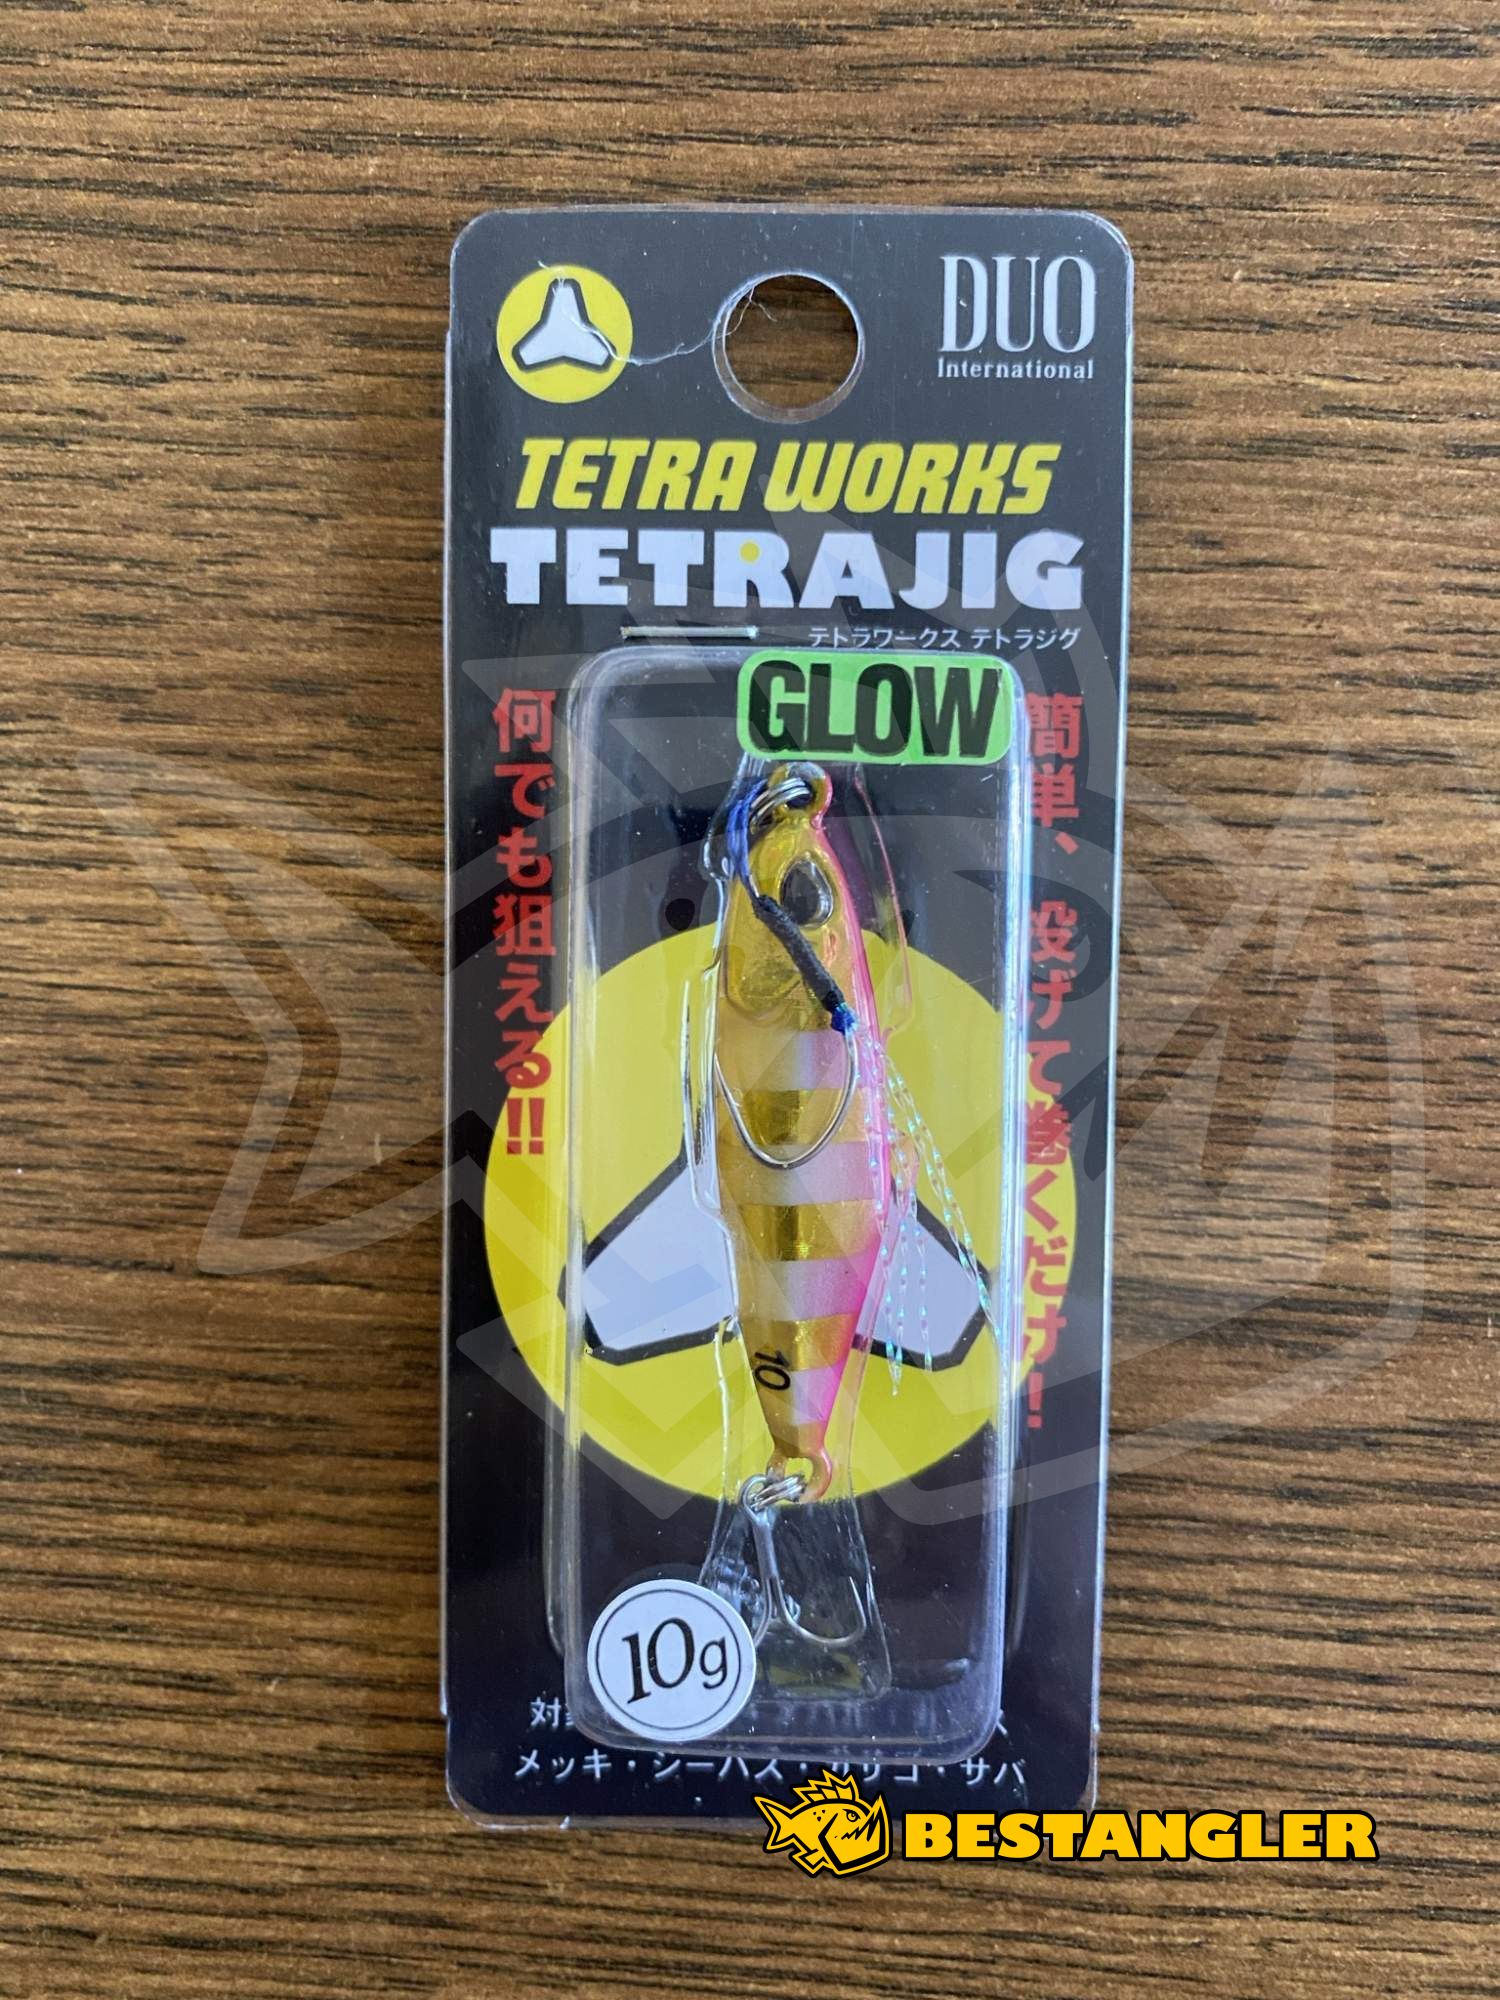 DUO
International
TETRA WORKS
TETRAJIG
テトラワークス テトラジグ
GLOW
簡単、投げて巻くだけ！
何でも狙える!!
10
10g
対
メッキ・シーバス・カサゴ・サバ
BESTANGLER